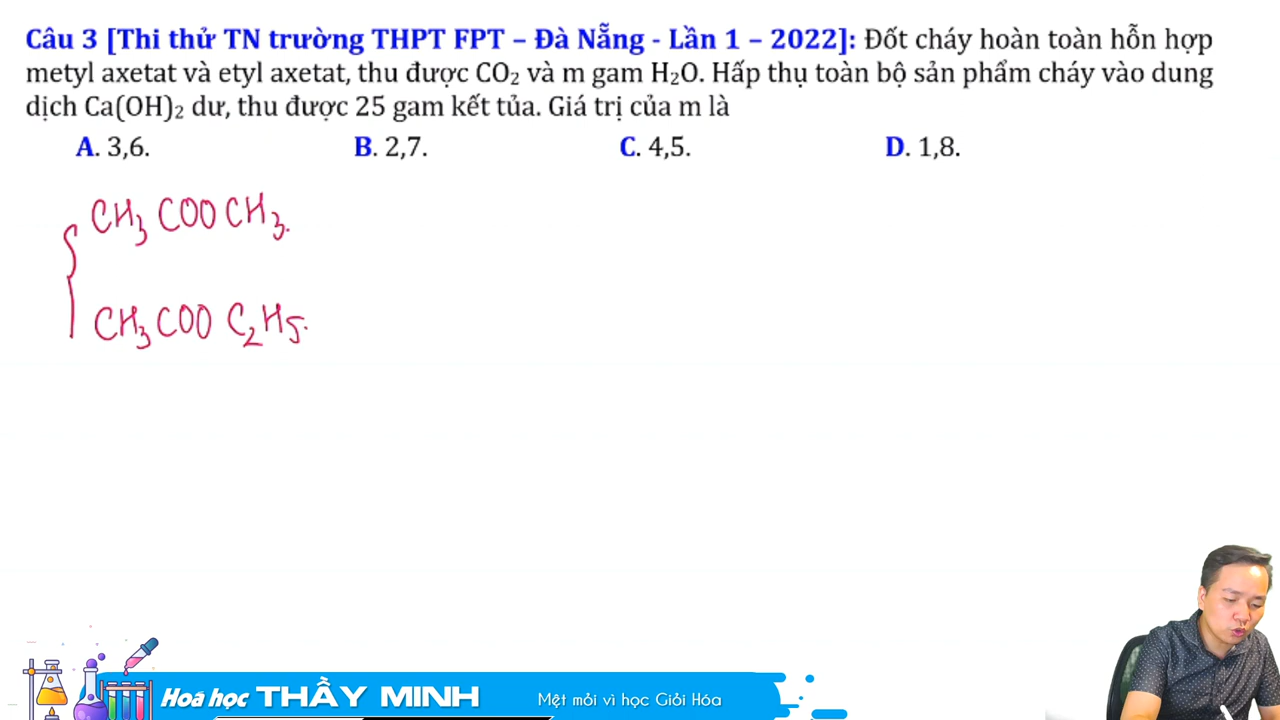 Câu 3 [Thi thử TN trường THPT FPT – Đà Nẵng - Lần 1 – 2022]: Đốt cháy hoàn toàn hỗn hợp
metyl axetat và etyl axetat, thu được CO₂ và m gam H₂O. Hấp thụ toàn bộ sản phẩm cháy vào dung
dịch Ca(OH)₂ dư, thu được 25 gam kết tủa. Giá trị của m là
A. 3,6. B. 2,7. C. 4,5. D. 1,8.
CH₃COOCH₃.
CH₃COOC₂H₅.
Hoá học THẦY MINH Mệt mỏi vì học Giỏi Hóa